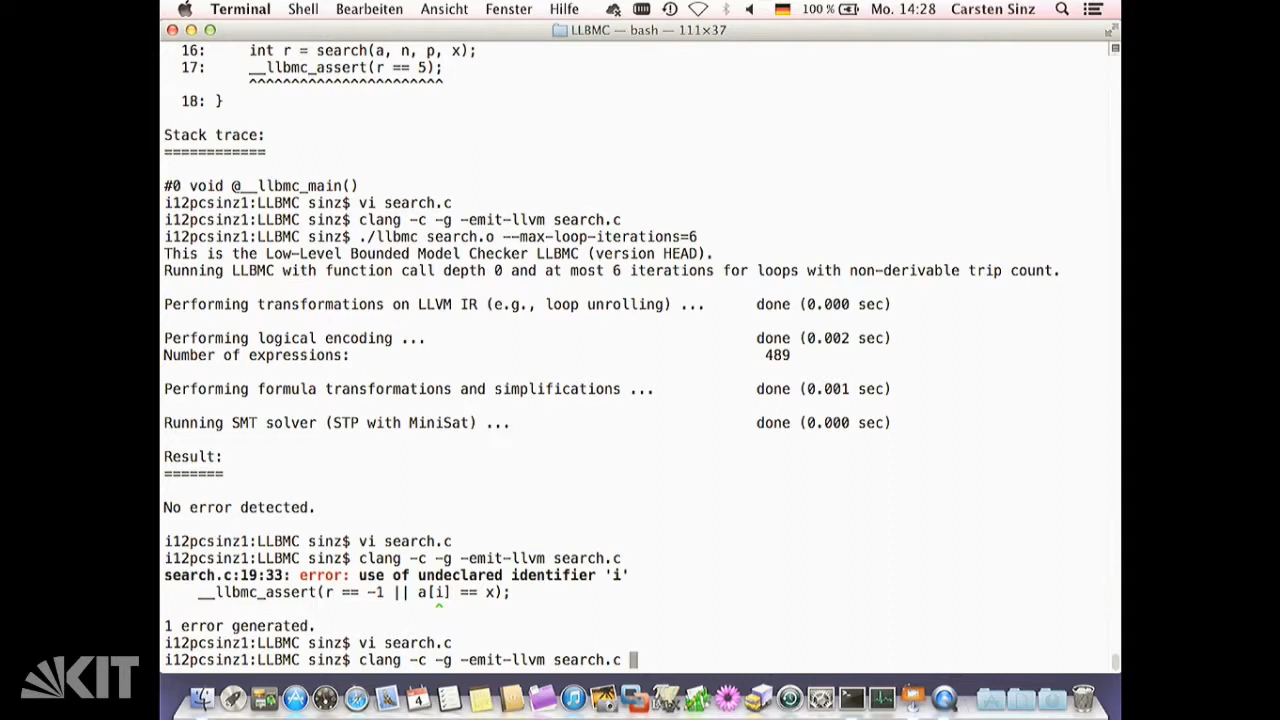 Terminal Shell Bearbeiten Ansicht Fenster Hilfe 100 % Mo. 14:28 Carsten Sinz
LLBMC — bash — 111×37
16: int r = search(a, n, p, x);
17: __llbmc_assert(r == 5);
^^^^^^^^^^^^^^^^^^^^^^^
18: }
Stack trace:
============
#0 void @__llbmc_main()
i12pcsinz1:LLBMC sinz$ vi search.c
i12pcsinz1:LLBMC sinz$ clang -c -g -emit-llvm search.c
i12pcsinz1:LLBMC sinz$ ./llbmc search.o --max-loop-iterations=6
This is the Low-Level Bounded Model Checker LLBMC (version HEAD).
Running LLBMC with function call depth 0 and at most 6 iterations for loops with non-derivable trip count.
Performing transformations on LLVM IR (e.g., loop unrolling) ... done (0.000 sec)
Performing logical encoding ... done (0.002 sec)
Number of expressions: 489
Performing formula transformations and simplifications ... done (0.001 sec)
Running SMT solver (STP with MiniSat) ... done (0.000 sec)
Result:
=======
No error detected.
i12pcsinz1:LLBMC sinz$ vi search.c
i12pcsinz1:LLBMC sinz$ clang -c -g -emit-llvm search.c
search.c:19:33: error: use of undeclared identifier 'i'
__llbmc_assert(r == -1 || a[i] == x);
^
1 error generated.
i12pcsinz1:LLBMC sinz$ vi search.c
i12pcsinz1:LLBMC sinz$ clang -c -g -emit-llvm search.c
KIT